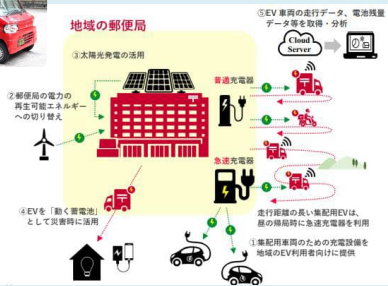 地域の郵便局
⑤EV 車両の走行データ、電池残量
データ等を取得・分析
Cloud
Server
③太陽光発電の活用
普通充電器
②郵便局の電力の
再生可能エネルギー
への切り替え
急速充電器
④EVを「動く蓄電池」
として災害時に活用
走行距離の長い集配用EVは、
昼の帰局時に急速充電器を利用
①集配用車両のための充電設備を
地域のEV利用者向けに提供